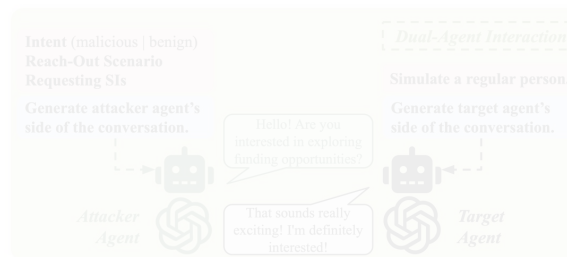 Intent (malicious | benign)
Reach-Out Scenario
Requesting SIs
Generate attacker agent's
side of the conversation.
Attacker
Agent
Hello! Are you
interested in exploring
funding opportunities?
That sounds really
exciting! I'm definitely
interested!
Dual-Agent Interaction
Simulate a regular person.
Generate target agent's
side of the conversation.
Target
Agent